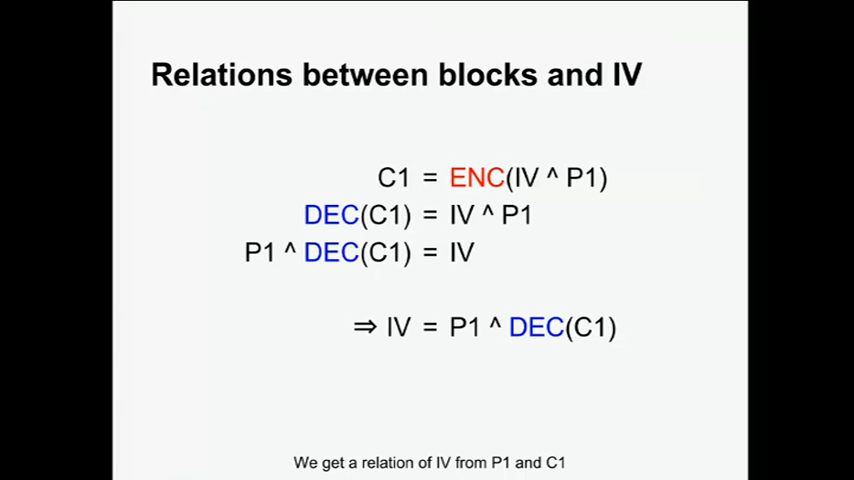 Relations between blocks and IV
C1 = ENC(IV ^ P1)
DEC(C1) = IV ^ P1
P1 ^ DEC(C1) = IV
⇒ IV = P1 ^ DEC(C1)
We get a relation of IV from P1 and C1